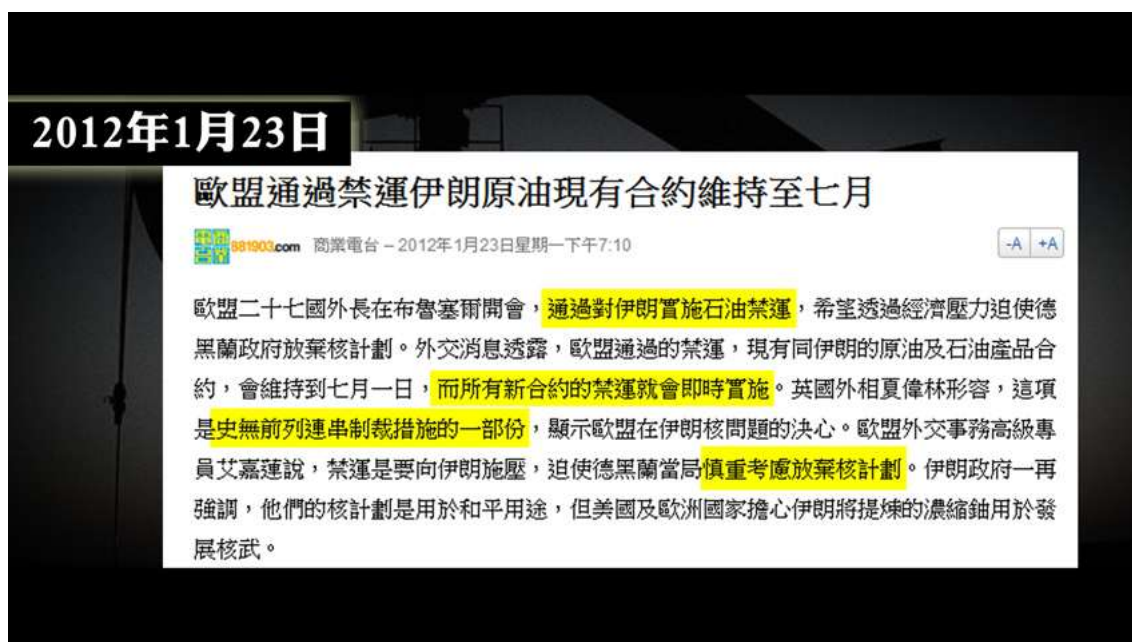 2012年1月23日
歐盟通過禁運伊朗原油現有合約維持至七月
881903.com 商業電台 – 2012年1月23日星期一下午7:10
-A +A
歐盟二十七國外長在布魯塞爾開會，通過對伊朗實施石油禁運，希望透過經濟壓力迫使德
黑蘭政府放棄核計劃。外交消息透露，歐盟通過的禁運，現有同伊朗的原油及石油產品合
約，會維持到七月一日，而所有新合約的禁運就會即時實施。英國外相夏偉林形容，這項
是史無前列連串制裁措施的一部份，顯示歐盟在伊朗核問題的決心。歐盟外交事務高級專
員艾嘉蓮說，禁運是要向伊朗施壓，迫使德黑蘭當局慎重考慮放棄核計劃。伊朗政府一再
強調，他們的核計劃是用於和平用途，但美國及歐洲國家擔心伊朗將提煉的濃縮鈾用於發
展核武。